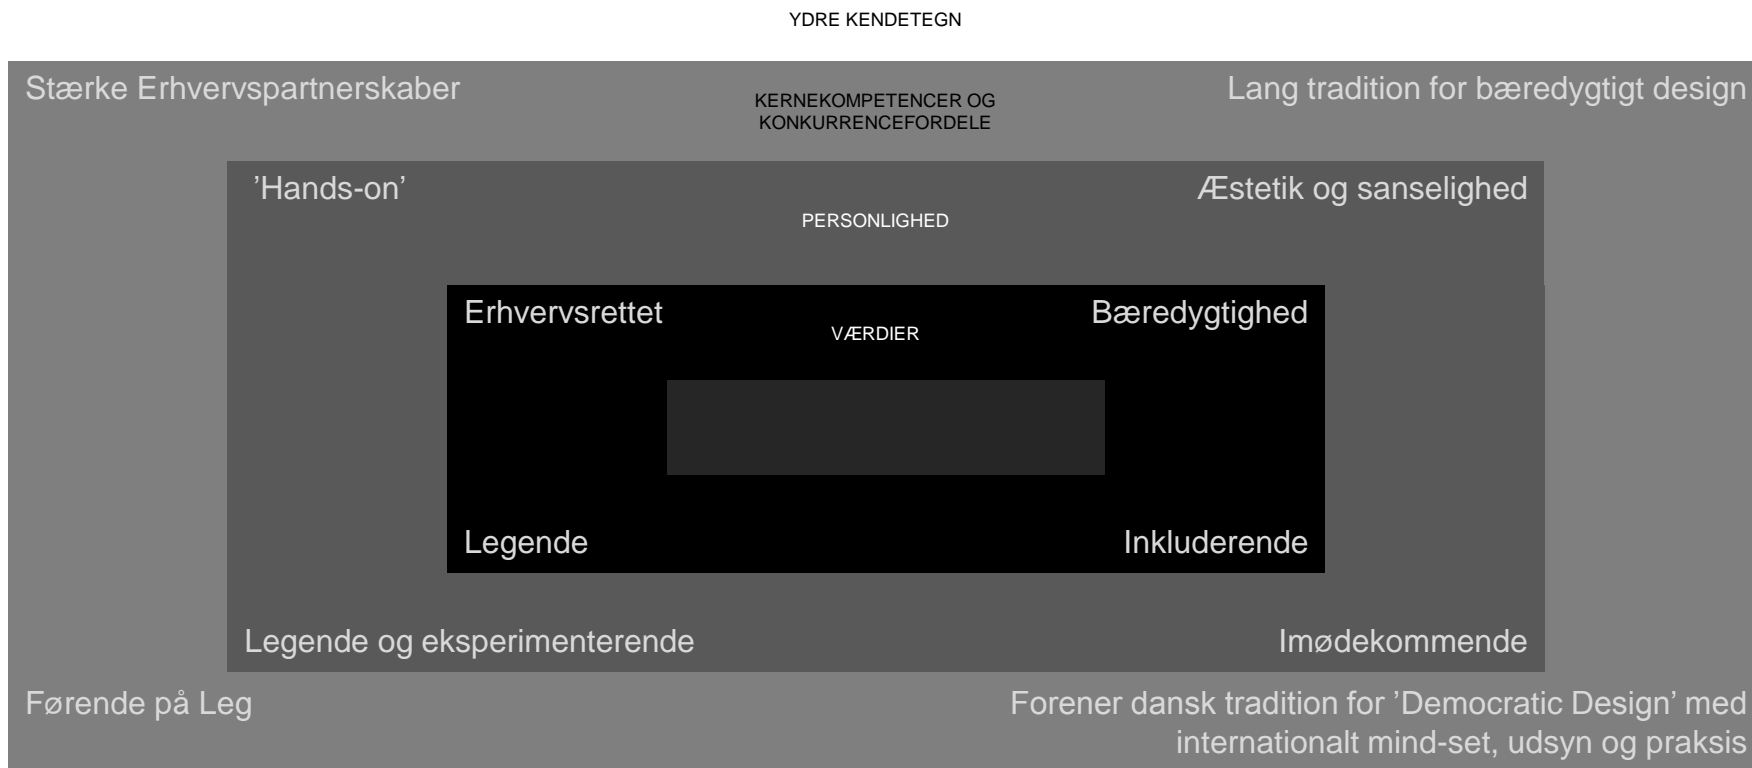 YDRE KENDETEGN
Stærke Erhvervspartnerskaber
KERNEKOMPETENCER OG
KONKURRENCEFORDELE
Lang tradition for bæredygtigt design
’Hands-on’
Æstetik og sanselighed
PERSONLIGHED
Erhvervsrettet
Bæredygtighed
VÆRDIER
Legende
Inkluderende
Legende og eksperimenterende
Imødekommende
Førende på Leg
Forener dansk tradition for ’Democratic Design’ med
internationalt mind-set, udsyn og praksis